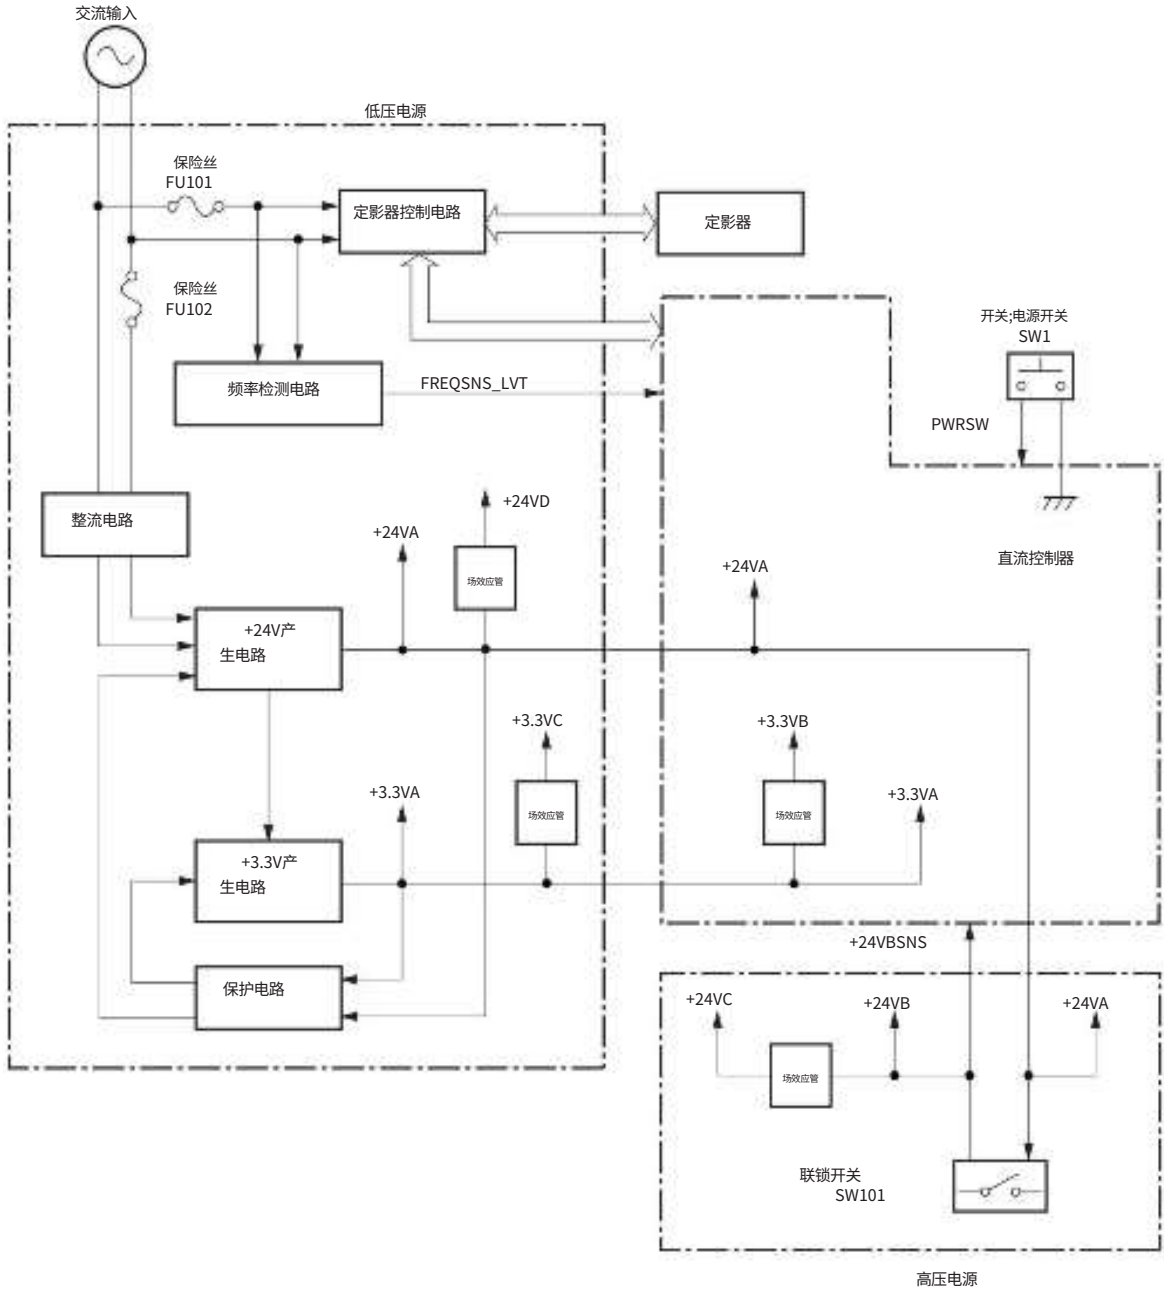 交流输入
低压电源
保险丝
FU101
定影器控制电路
定影器
保险丝
FU102
开关;电源开关
SW1
频率检测电路
FREQSNS_LVT
PWRSW
整流电路
+24VD
+24VA
场效应管
+24VA
直流控制器
+24V产
生电路
+3.3VC
+3.3VB
+3.3VA
+3.3VA
场效应管
场效应管
+3.3V产
生电路
+24VBSNS
保护电路
+24VC
+24VB
+24VA
场效应管
联锁开关
SW101
高压电源